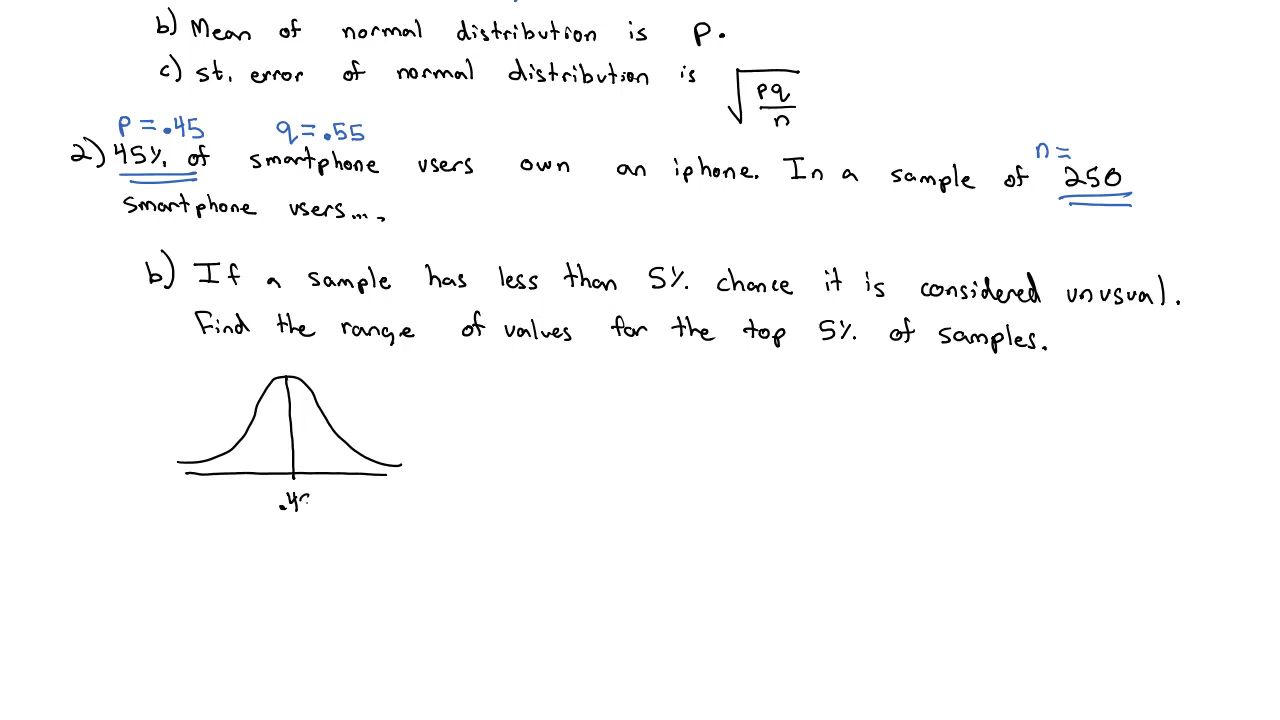 b) Mean of normal distribution is p.
c) st. error of normal distribution is √(pq/n)
p = .45 q = .55
n =
2) 45% of smartphone users own an iphone. In a sample of 250
smartphone users...,
b) If a sample has less than 5% chance it is considered unusual.
Find the range of values for the top 5% of samples.
.4